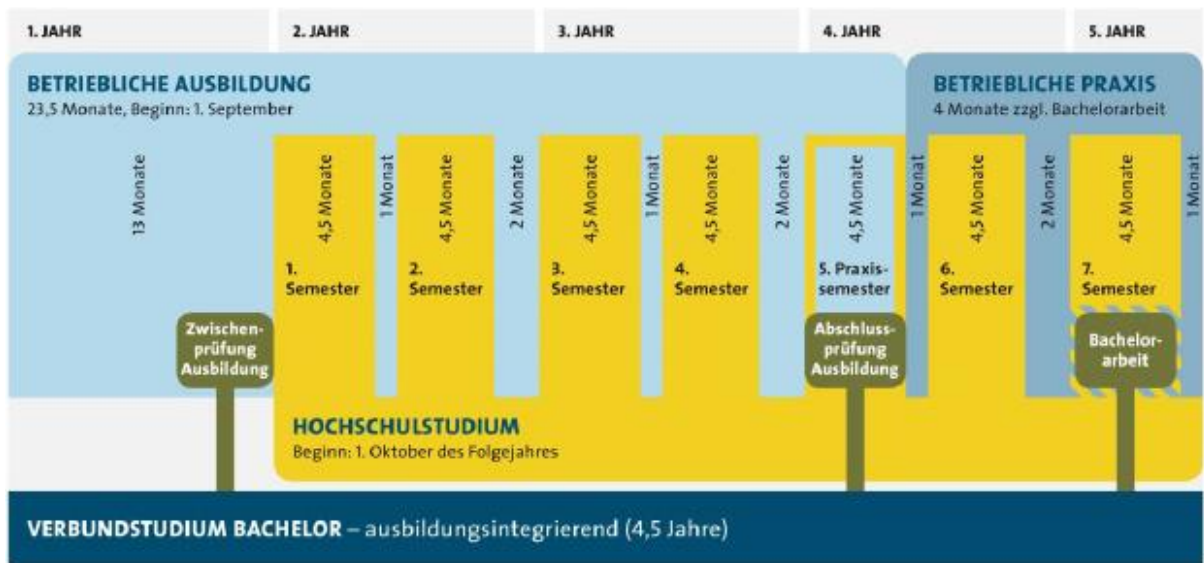 1. JAHR
2. JAHR
3. JAHR
4. JAHR
5. JAHR
BETRIEBLICHE AUSBILDUNG
23,5 Monate, Beginn: 1. September
BETRIEBLICHE PRAXIS
4 Monate zzgl. Bachelorarbeit
13 Monate
4,5 Monate
1 Monat
4,5 Monate
2 Monate
4,5 Monate
1 Monat
4,5 Monate
2 Monate
4,5 Monate
1 Monat
4,5 Monate
2 Monate
4,5 Monate
1 Monat
1.
Semester
2.
Semester
3.
Semester
4.
Semester
5. Praxis-
semester
6.
Semester
7.
Semester
Zwischen-
prüfung
Ausbildung
Abschluss-
prüfung
Ausbildung
Bachelor-
arbeit
HOCHSCHULSTUDIUM
Beginn: 1. Oktober des Folgejahres
VERBUNDSTUDIUM BACHELOR – ausbildungsintegrierend (4,5 Jahre)